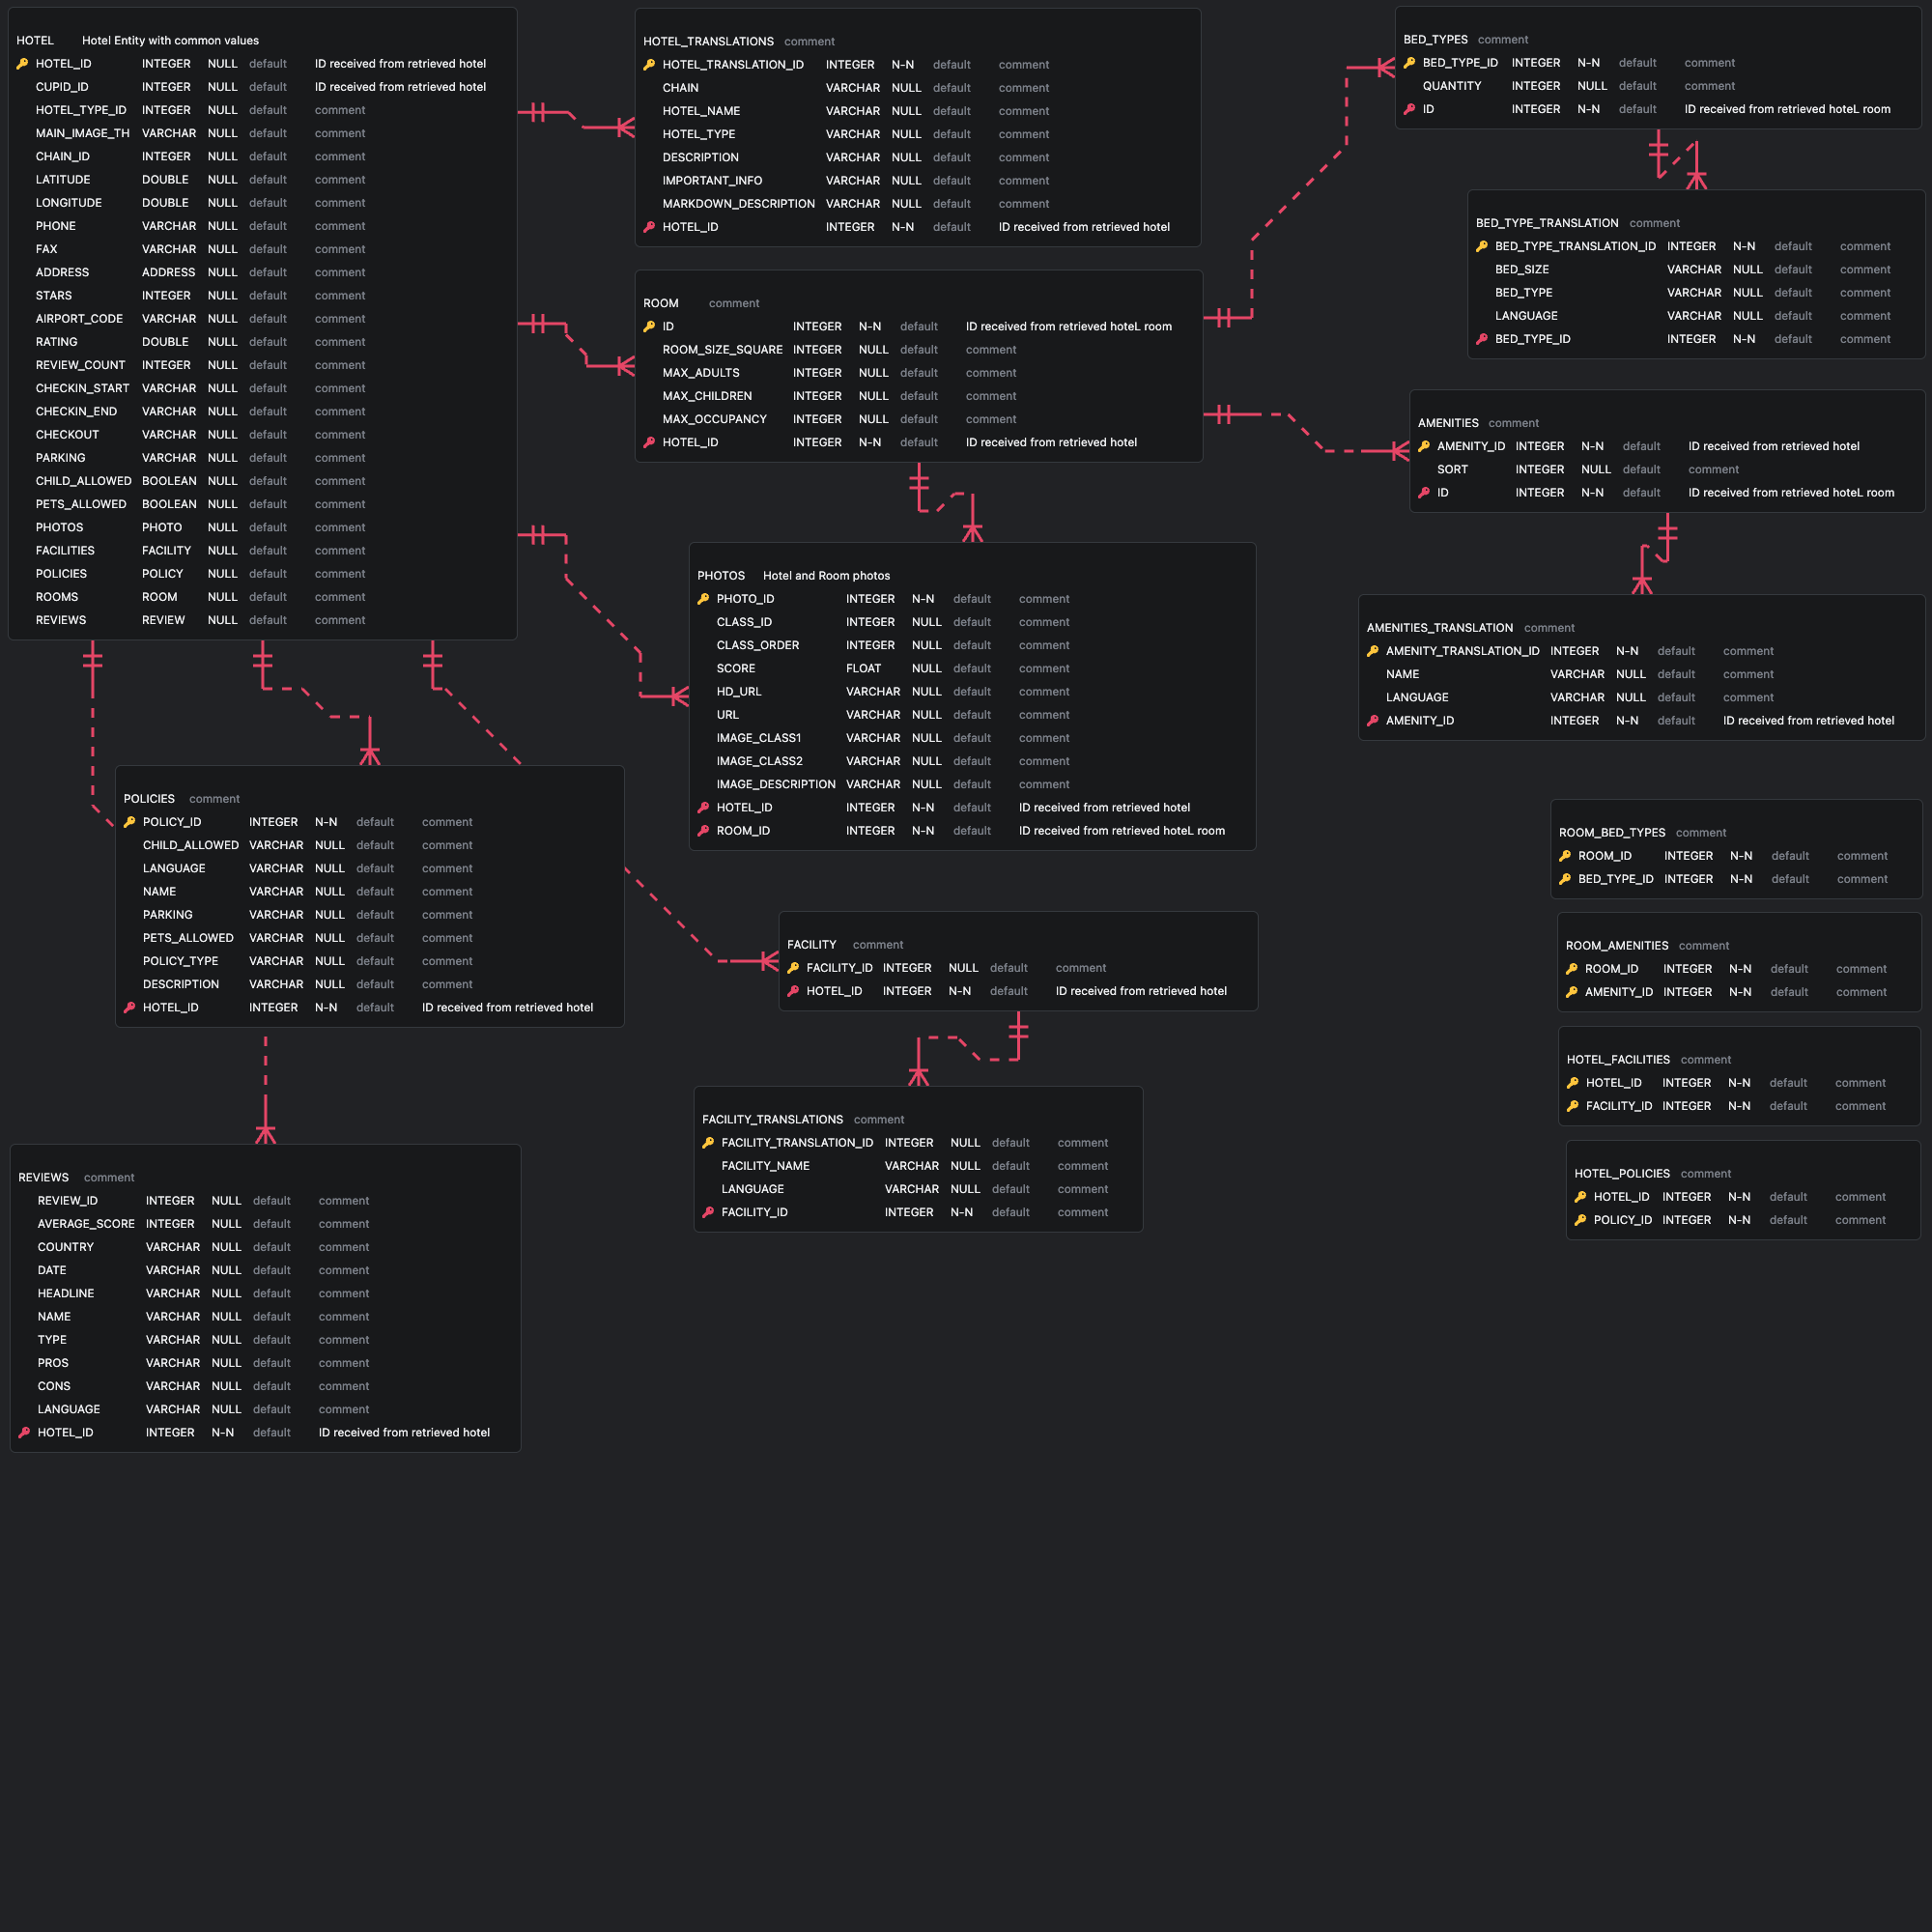 HOTEL Hotel Entity with common values
HOTEL_ID INTEGER NULL default ID received from retrieved hotel
CUPID_ID INTEGER NULL default ID received from retrieved hotel
HOTEL_TYPE_ID INTEGER NULL default comment
MAIN_IMAGE_TH VARCHAR NULL default comment
CHAIN_ID INTEGER NULL default comment
LATITUDE DOUBLE NULL default comment
LONGITUDE DOUBLE NULL default comment
PHONE VARCHAR NULL default comment
FAX VARCHAR NULL default comment
ADDRESS ADDRESS NULL default comment
STARS INTEGER NULL default comment
AIRPORT_CODE VARCHAR NULL default comment
RATING DOUBLE NULL default comment
REVIEW_COUNT INTEGER NULL default comment
CHECKIN_START VARCHAR NULL default comment
CHECKIN_END VARCHAR NULL default comment
CHECKOUT VARCHAR NULL default comment
PARKING VARCHAR NULL default comment
CHILD_ALLOWED BOOLEAN NULL default comment
PETS_ALLOWED BOOLEAN NULL default comment
PHOTOS PHOTO NULL default comment
FACILITIES FACILITY NULL default comment
POLICIES POLICY NULL default comment
ROOMS ROOM NULL default comment
REVIEWS REVIEW NULL default comment
HOTEL_TRANSLATIONS comment
HOTEL_TRANSLATION_ID INTEGER N-N default comment
CHAIN VARCHAR NULL default comment
HOTEL_NAME VARCHAR NULL default comment
HOTEL_TYPE VARCHAR NULL default comment
DESCRIPTION VARCHAR NULL default comment
IMPORTANT_INFO VARCHAR NULL default comment
MARKDOWN_DESCRIPTION VARCHAR NULL default comment
HOTEL_ID INTEGER N-N default ID received from retrieved hotel
ROOM comment
ID INTEGER N-N default ID received from retrieved hoteL room
ROOM_SIZE_SQUARE INTEGER NULL default comment
MAX_ADULTS INTEGER NULL default comment
MAX_CHILDREN INTEGER NULL default comment
MAX_OCCUPANCY INTEGER NULL default comment
HOTEL_ID INTEGER N-N default ID received from retrieved hotel
BED_TYPES comment
BED_TYPE_ID INTEGER N-N default comment
QUANTITY INTEGER NULL default comment
ID INTEGER N-N default ID received from retrieved hoteL room
BED_TYPE_TRANSLATION comment
BED_TYPE_TRANSLATION_ID INTEGER N-N default comment
BED_SIZE VARCHAR NULL default comment
BED_TYPE VARCHAR NULL default comment
LANGUAGE VARCHAR NULL default comment
BED_TYPE_ID INTEGER N-N default comment
AMENITIES comment
AMENITY_ID INTEGER N-N default ID received from retrieved hotel
SORT INTEGER NULL default comment
ID INTEGER N-N default ID received from retrieved hoteL room
AMENITIES_TRANSLATION comment
AMENITY_TRANSLATION_ID INTEGER N-N default comment
NAME VARCHAR NULL default comment
LANGUAGE VARCHAR NULL default comment
AMENITY_ID INTEGER N-N default ID received from retrieved hotel
PHOTOS Hotel and Room photos
PHOTO_ID INTEGER N-N default comment
CLASS_ID INTEGER NULL default comment
CLASS_ORDER INTEGER NULL default comment
SCORE FLOAT NULL default comment
HD_URL VARCHAR NULL default comment
URL VARCHAR NULL default comment
IMAGE_CLASS1 VARCHAR NULL default comment
IMAGE_CLASS2 VARCHAR NULL default comment
IMAGE_DESCRIPTION VARCHAR NULL default comment
HOTEL_ID INTEGER N-N default ID received from retrieved hotel
ROOM_ID INTEGER N-N default ID received from retrieved hoteL room
POLICIES comment
POLICY_ID INTEGER N-N default comment
CHILD_ALLOWED VARCHAR NULL default comment
LANGUAGE VARCHAR NULL default comment
NAME VARCHAR NULL default comment
PARKING VARCHAR NULL default comment
PETS_ALLOWED VARCHAR NULL default comment
POLICY_TYPE VARCHAR NULL default comment
DESCRIPTION VARCHAR NULL default comment
HOTEL_ID INTEGER N-N default ID received from retrieved hotel
FACILITY comment
FACILITY_ID INTEGER NULL default comment
HOTEL_ID INTEGER N-N default ID received from retrieved hotel
FACILITY_TRANSLATIONS comment
FACILITY_TRANSLATION_ID INTEGER NULL default comment
FACILITY_NAME VARCHAR NULL default comment
LANGUAGE VARCHAR NULL default comment
FACILITY_ID INTEGER N-N default comment
ROOM_BED_TYPES comment
ROOM_ID INTEGER N-N default comment
BED_TYPE_ID INTEGER N-N default comment
ROOM_AMENITIES comment
ROOM_ID INTEGER N-N default comment
AMENITY_ID INTEGER N-N default comment
HOTEL_FACILITIES comment
HOTEL_ID INTEGER N-N default comment
FACILITY_ID INTEGER N-N default comment
HOTEL_POLICIES comment
HOTEL_ID INTEGER N-N default comment
POLICY_ID INTEGER N-N default comment
REVIEWS comment
REVIEW_ID INTEGER NULL default comment
AVERAGE_SCORE INTEGER NULL default comment
COUNTRY VARCHAR NULL default comment
DATE VARCHAR NULL default comment
HEADLINE VARCHAR NULL default comment
NAME VARCHAR NULL default comment
TYPE VARCHAR NULL default comment
PROS VARCHAR NULL default comment
CONS VARCHAR NULL default comment
LANGUAGE VARCHAR NULL default comment
HOTEL_ID INTEGER N-N default ID received from retrieved hotel